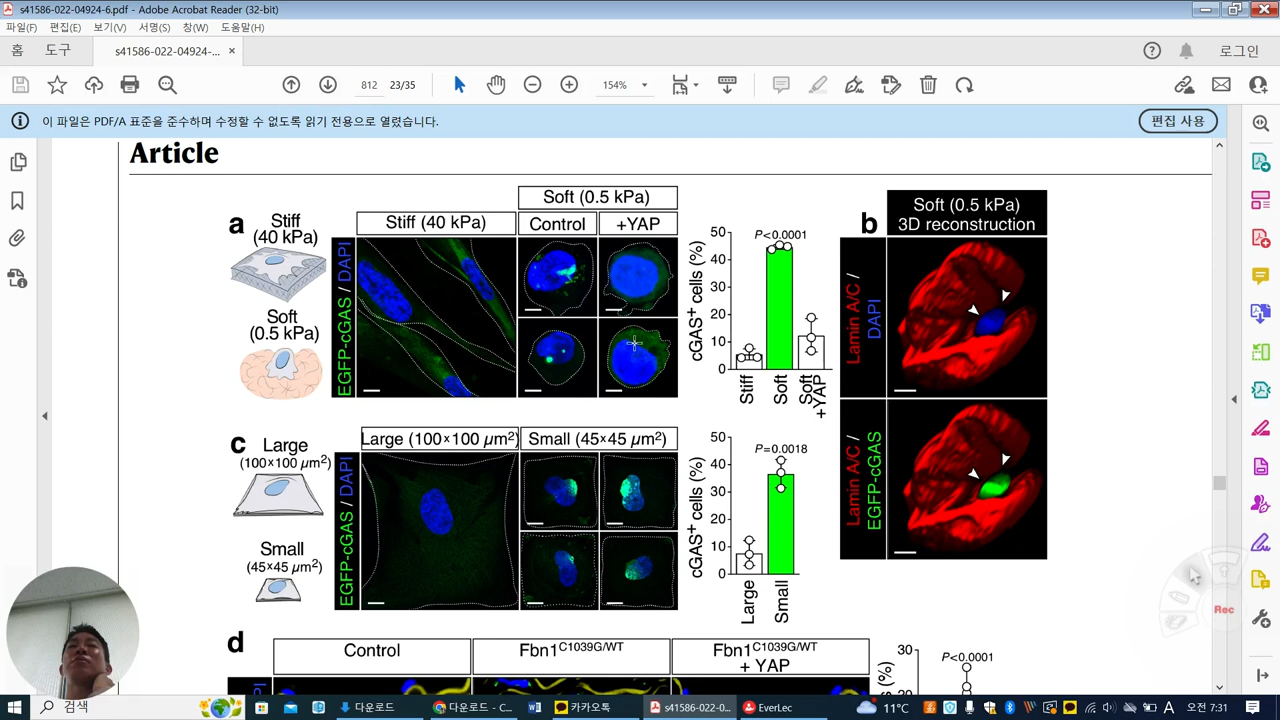 s41586-022-04924-6.pdf - Adobe Acrobat Reader (32-bit)
파일(F) 편집(E) 보기(V) 서명(S) 창(W) 도움말(H)
홈 도구 s41586-022-04924-... × 로그인
812 23/35 154%
이 파일은 PDF/A 표준을 준수하며 수정할 수 없도록 읽기 전용으로 열렸습니다. 편집 사용
Article
a
Stiff
(40 kPa)
Soft
(0.5 kPa)
Stiff (40 kPa)
Soft (0.5 kPa)
Control
+YAP
EGFP-cGAS / DAPI
cGAS+ cells (%)
50
40
30
20
10
0
P<0.0001
Stiff
Soft
Soft
+YAP
b
Soft (0.5 kPa)
3D reconstruction
Lamin A/C /
DAPI
Lamin A/C /
EGFP-cGAS
c
Large
(100×100 µm²)
Small
(45×45 µm²)
Large (100×100 µm²)
Small (45×45 µm²)
EGFP-cGAS / DAPI
cGAS+ cells (%)
50
40
30
20
10
0
P=0.0018
Large
Small
d
Control
Fbn1C1039G/WT
Fbn1C1039G/WT
+ YAP
30
P<0.0001
Rec
검색
다운로드
다운로드 - C...
카카오톡
s41586-022-0...
EverLec
11°C
A
오전 7:31